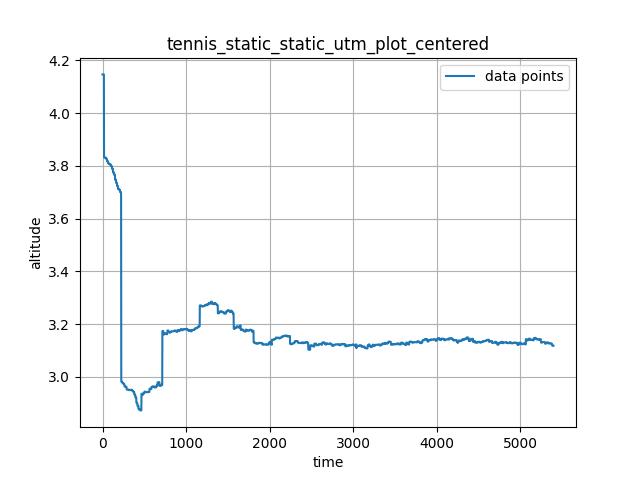 tennis_static_static_utm_plot_centered
data points
altitude
4.2
4.0
3.8
3.6
3.4
3.2
3.0
0 1000 2000 3000 4000 5000
time